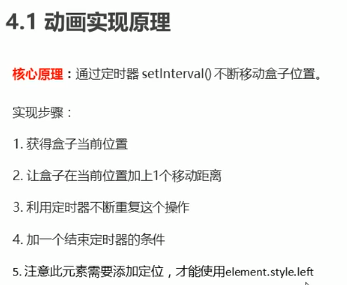 4.1 动画实现原理
核心原理：通过定时器 setInterval() 不断移动盒子位置。
实现步骤：
1. 获得盒子当前位置
2. 让盒子在当前位置加上1个移动距离
3. 利用定时器不断重复这个操作
4. 加一个结束定时器的条件
5. 注意此元素需要添加定位，才能使用element.style.left